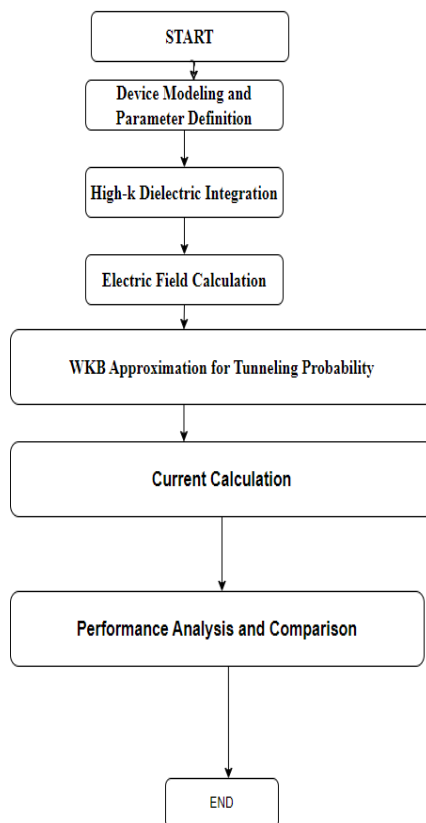 START
Device Modeling and
Parameter Definition
High-k Dielectric Integration
Electric Field Calculation
WKB Approximation for Tunneling Probability
Current Calculation
Performance Analysis and Comparison
END